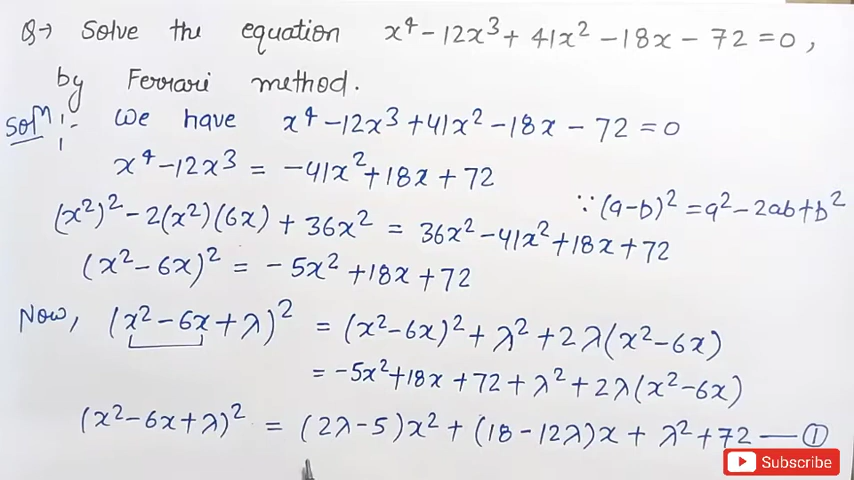 Q→ Solve the equation x⁴ - 12x³ + 41x² - 18x - 72 = 0,
by Ferrari method.
Solⁿ:- We have x⁴ - 12x³ + 41x² - 18x - 72 = 0
x⁴ - 12x³ = -41x² + 18x + 72
∵ (a-b)² = a² - 2ab + b²
(x²)² - 2(x²)(6x) + 36x² = 36x² - 41x² + 18x + 72
(x² - 6x)² = -5x² + 18x + 72
Now, (x² - 6x + λ)² = (x² - 6x)² + λ² + 2λ(x² - 6x)
= -5x² + 18x + 72 + λ² + 2λ(x² - 6x)
(x² - 6x + λ)² = (2λ - 5)x² + (18 - 12λ)x + λ² + 72 — ①
Subscribe